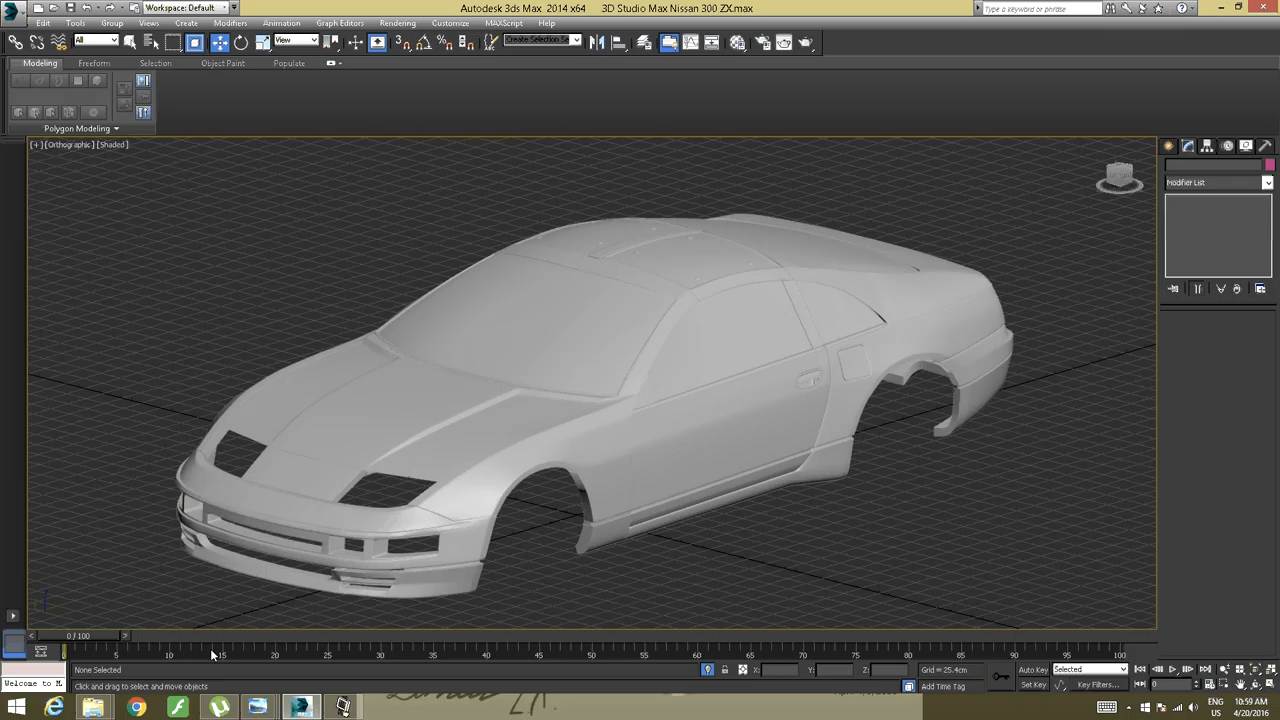 Autodesk 3ds Max 2014 x64 3D Studio Max Nissan 300 ZX.max
Workspace: Default
Type a keyword or phrase
Edit Tools Group Views Create Modifiers Animation Graph Editors Rendering Customize MAXScript Help
All View Create Selection Se
Modeling Freeform Selection Object Paint Populate
Polygon Modeling
[+] [Orthographic] [Shaded]
Modifier List
0 / 100
0 5 10 15 20 25 30 35 40 45 50 55 60 65 70 75 80 85 90 95 100
None Selected X: Y: Z: Grid = 25.4cm Auto Key Selected
Welcome to M Click and drag to select and move objects Add Time Tag Set Key Key Filters... 0
ENG 10:59 AM
US 4/20/2016